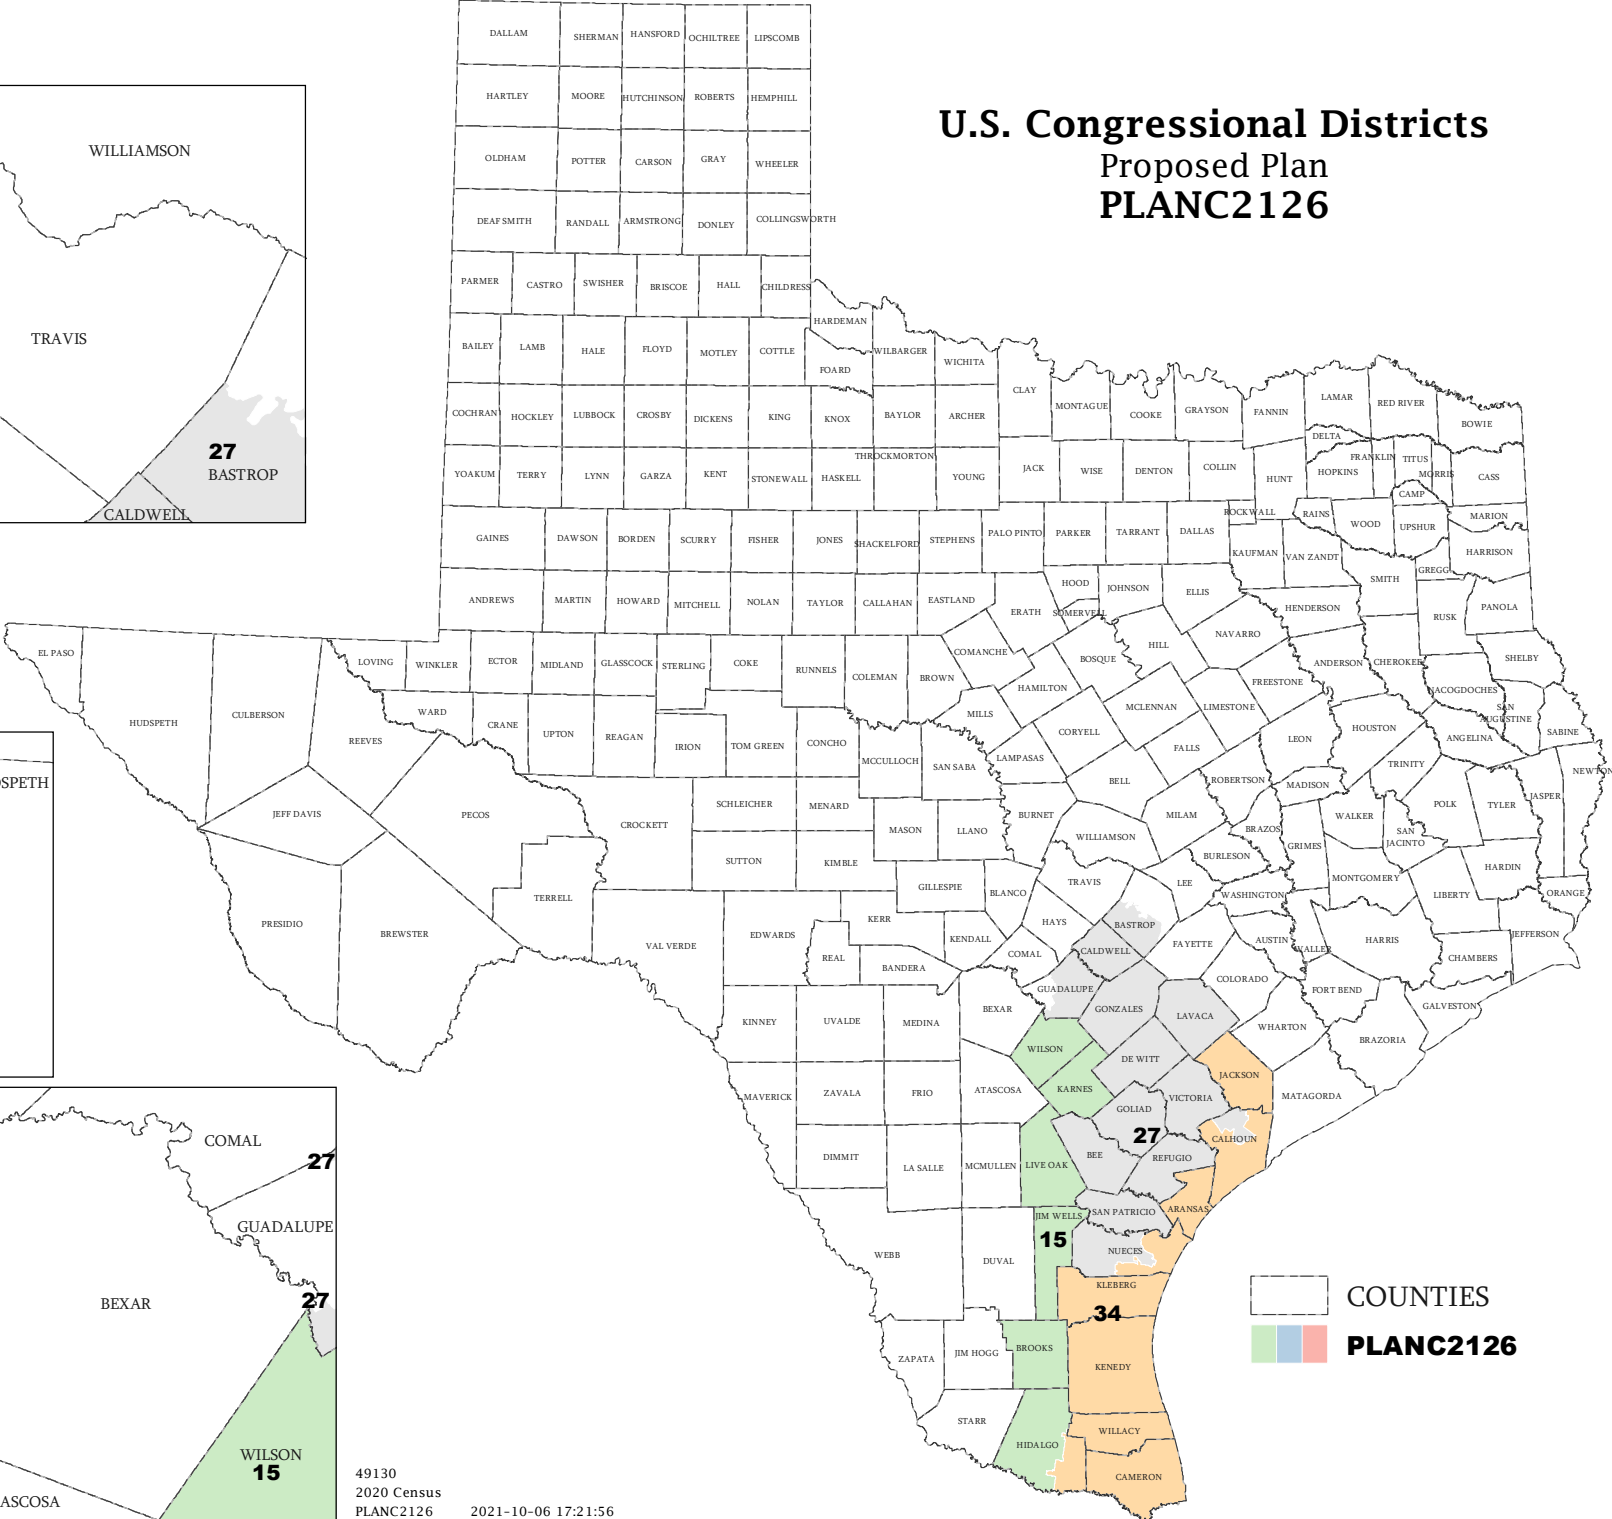 U.S. Congressional Districts
Proposed Plan
PLANC2126
WILLIAMSON
TRAVIS
27
BASTROP
CALDWELL
SPETH
COMAL
27
GUADALUPE
BEXAR
27
WILSON
15
ASCOSA
DALLAM SHERMAN HANSFORD OCHILTREE LIPSCOMB
HARTLEY MOORE HUTCHINSON ROBERTS HEMPHILL
OLDHAM POTTER CARSON GRAY WHEELER
DEAF SMITH RANDALL ARMSTRONG DONLEY COLLINGSWORTH
PARMER CASTRO SWISHER BRISCOE HALL CHILDRESS
HARDEMAN
BAILEY LAMB HALE FLOYD MOTLEY COTTLE FOARD WILBARGER WICHITA
CLAY MONTAGUE COOKE GRAYSON FANNIN LAMAR RED RIVER BOWIE
COCHRAN HOCKLEY LUBBOCK CROSBY DICKENS KING KNOX BAYLOR ARCHER
DELTA
YOAKUM TERRY LYNN GARZA KENT STONEWALL HASKELL THROCKMORTON YOUNG JACK WISE DENTON COLLIN HUNT HOPKINS FRANKLIN TITUS MORRIS CASS
CAMP
GAINES DAWSON BORDEN SCURRY FISHER JONES SHACKELFORD STEPHENS PALO PINTO PARKER TARRANT DALLAS ROCKWALL RAINS WOOD UPSHUR MARION
KAUFMAN VAN ZANDT SMITH GREGG HARRISON
ANDREWS MARTIN HOWARD MITCHELL NOLAN TAYLOR CALLAHAN EASTLAND ERATH HOOD SOMERVELL JOHNSON ELLIS HENDERSON RUSK PANOLA
EL PASO HUDSPETH CULBERSON LOVING WINKLER ECTOR MIDLAND GLASSCOCK STERLING COKE RUNNELS COLEMAN BROWN COMANCHE HAMILTON BOSQUE HILL NAVARRO FREESTONE ANDERSON CHEROKEE SHELBY
NACOGDOCHES
REEVES WARD CRANE UPTON REAGAN IRION TOM GREEN CONCHO MCCULLOCH SAN SABA MILLS LAMPASAS CORYELL MCLENNAN LIMESTONE FALLS LEON HOUSTON ANGELINA SAN AUGUSTINE SABINE
JEFF DAVIS PECOS CROCKETT SCHLEICHER MENARD MASON LLANO BURNET BELL MILAM ROBERTSON MADISON TRINITY POLK TYLER JASPER NEWTON
SUTTON KIMBLE WILLIAMSON BRAZOS BURLESON GRIMES WALKER SAN JACINTO
PRESIDIO BREWSTER TERRELL VAL VERDE EDWARDS KERR GILLESPIE BLANCO TRAVIS LEE WASHINGTON MONTGOMERY LIBERTY HARDIN ORANGE
REAL KENDALL HAYS BASTROP FAYETTE AUSTIN WALLER HARRIS JEFFERSON
BANDERA COMAL CALDWELL CHAMBERS
KINNEY UVALDE MEDINA BEXAR GUADALUPE GONZALES LAVACA COLORADO FORT BEND GALVESTON
WILSON DE WITT WHARTON BRAZORIA
MAVERICK ZAVALA FRIO ATASCOSA KARNES GOLIAD VICTORIA JACKSON MATAGORDA
27
DIMMIT LA SALLE MCMULLEN LIVE OAK BEE REFUGIO CALHOUN
WEBB DUVAL JIM WELLS SAN PATRICIO ARANSAS
15
NUECES
KLEBERG
34
ZAPATA JIM HOGG BROOKS KENEDY
STARR HIDALGO WILLACY
CAMERON
COUNTIES
PLANC2126
49130
2020 Census
PLANC2126 2021-10-06 17:21:56